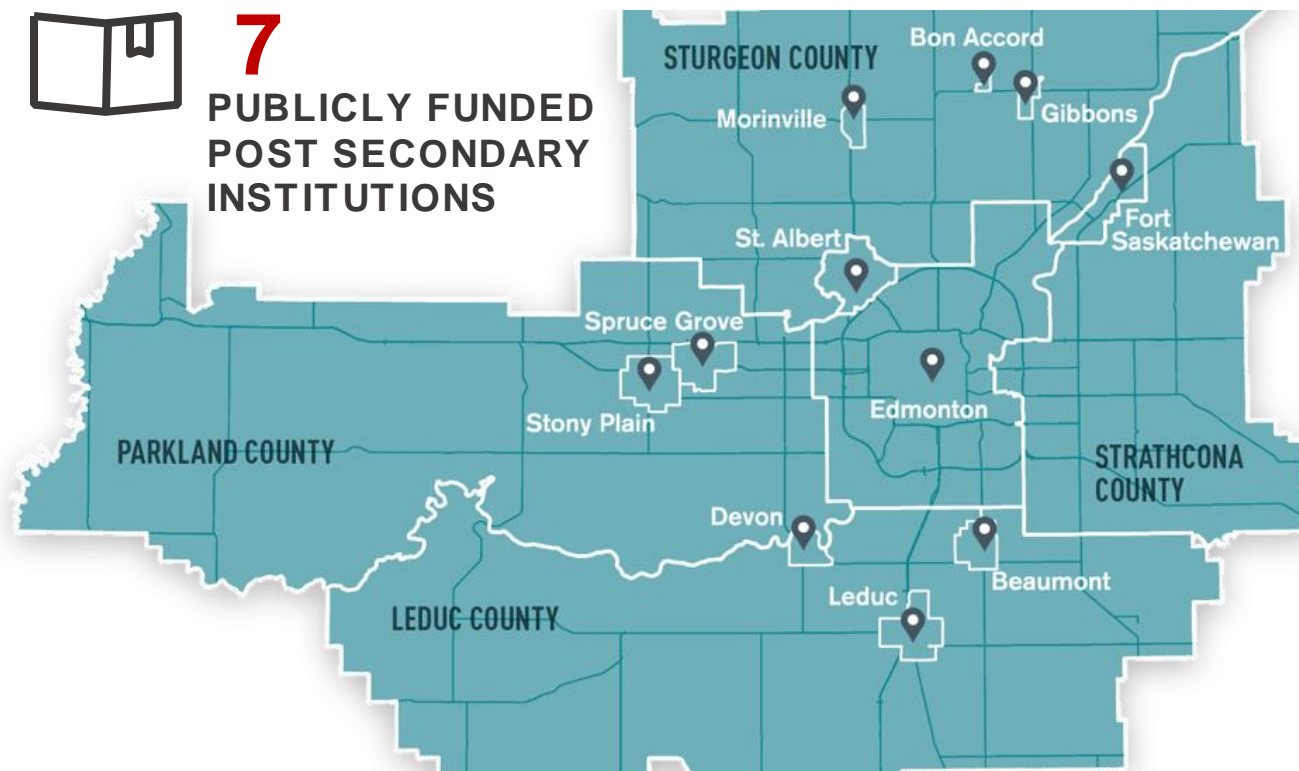 7
PUBLICLY FUNDED
POST SECONDARY
INSTITUTIONS
STURGEON COUNTY
Bon Accord
Morinville
Gibbons
Fort
Saskatchewan
St. Albert
Spruce Grove
Stony Plain
Edmonton
PARKLAND COUNTY
STRATHCONA
COUNTY
Devon
Beaumont
Leduc
LEDUC COUNTY